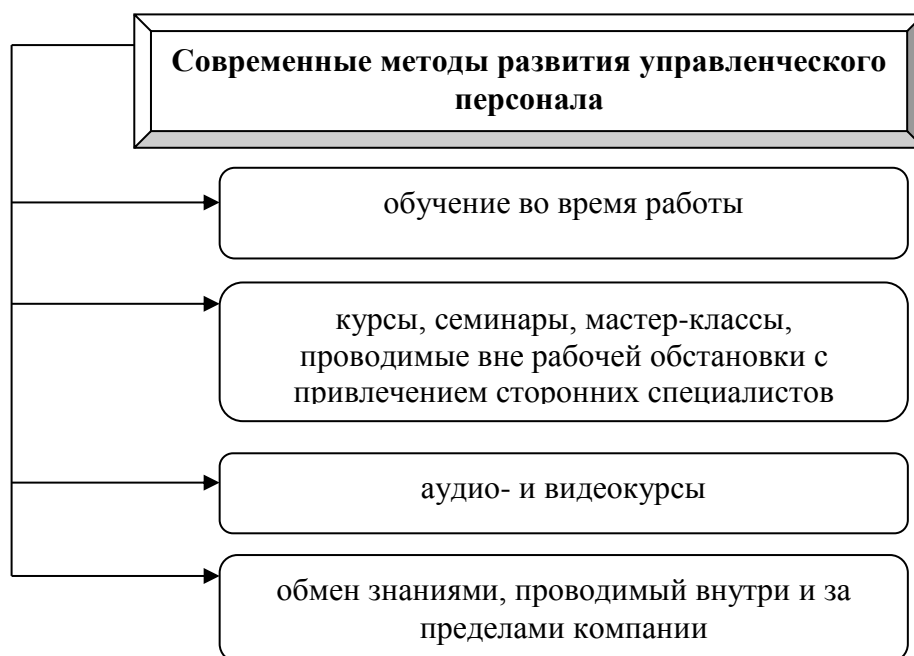 Современные методы развития управленческого
персонала
обучение во время работы
курсы, семинары, мастер-классы,
проводимые вне рабочей обстановки с
привлечением сторонних специалистов
аудио- и видеокурсы
обмен знаниями, проводимый внутри и за
пределами компании